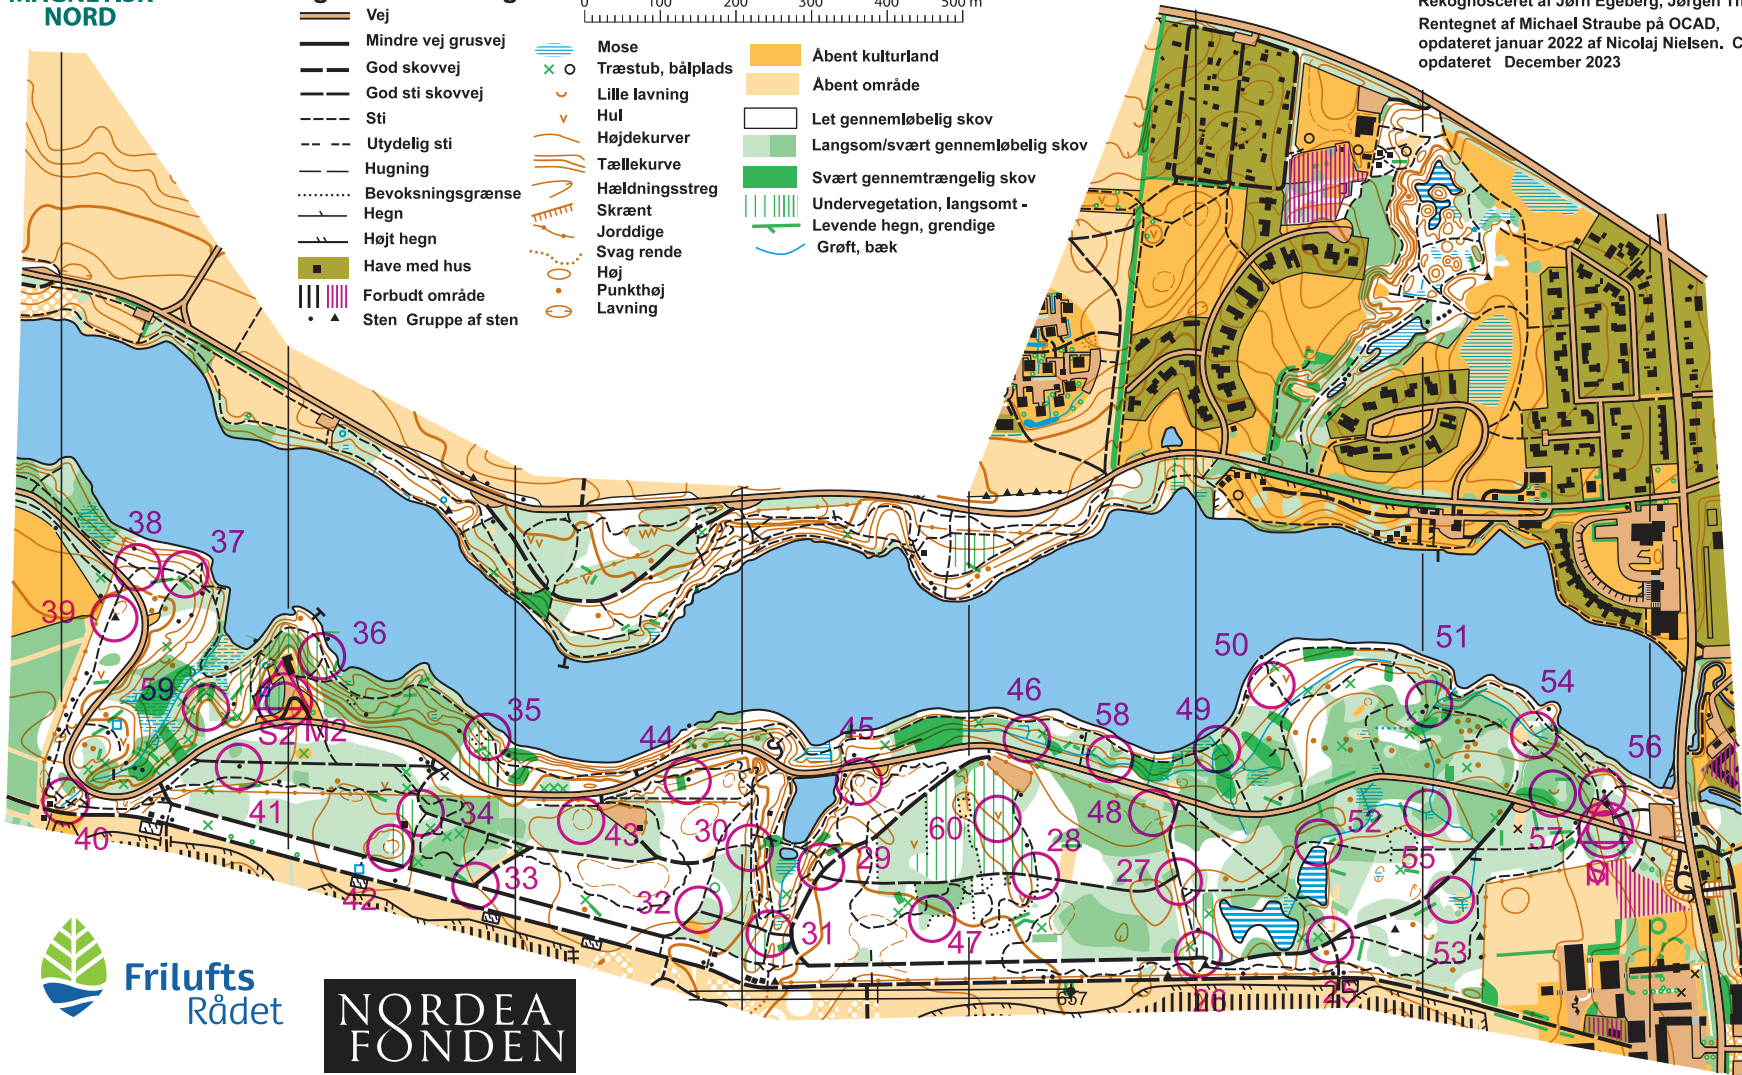 NORD
0 100 200 300 400 500 m
Vej
Mindre vej grusvej
God skovvej
God sti skovvej
Sti
Utydelig sti
Hugning
Bevoksningsgrænse
Hegn
Højt hegn
Have med hus
Forbudt område
Sten Gruppe af sten
Mose
Træstub, bålplads
Lille lavning
Hul
Højdekurver
Tællekurve
Hældningsstreg
Skrænt
Jorddige
Svag rende
Høj
Punkthøj
Lavning
Åbent kulturland
Åbent område
Let gennemløbelig skov
Langsom/svært gennemløbelig skov
Svært gennemtrængelig skov
Undervegetation, langsomt -
Levende hegn, grendige
Grøft, bæk
Rekognosceret af Jørn Egeberg, Jørgen
Rentegnet af Michael Straube på OCAD,
opdateret januar 2022 af Nicolaj Nielsen. C
opdateret December 2023
38
37
39
36
59
S2 M2
35
44
45
46
58
49
50
51
54
56
40
41
34
42
33
43
30
32
31
29
60
28
47
48
27
26
52
25
55
53
57
M
657
Frilufts
Rådet
NORDEA
FONDEN